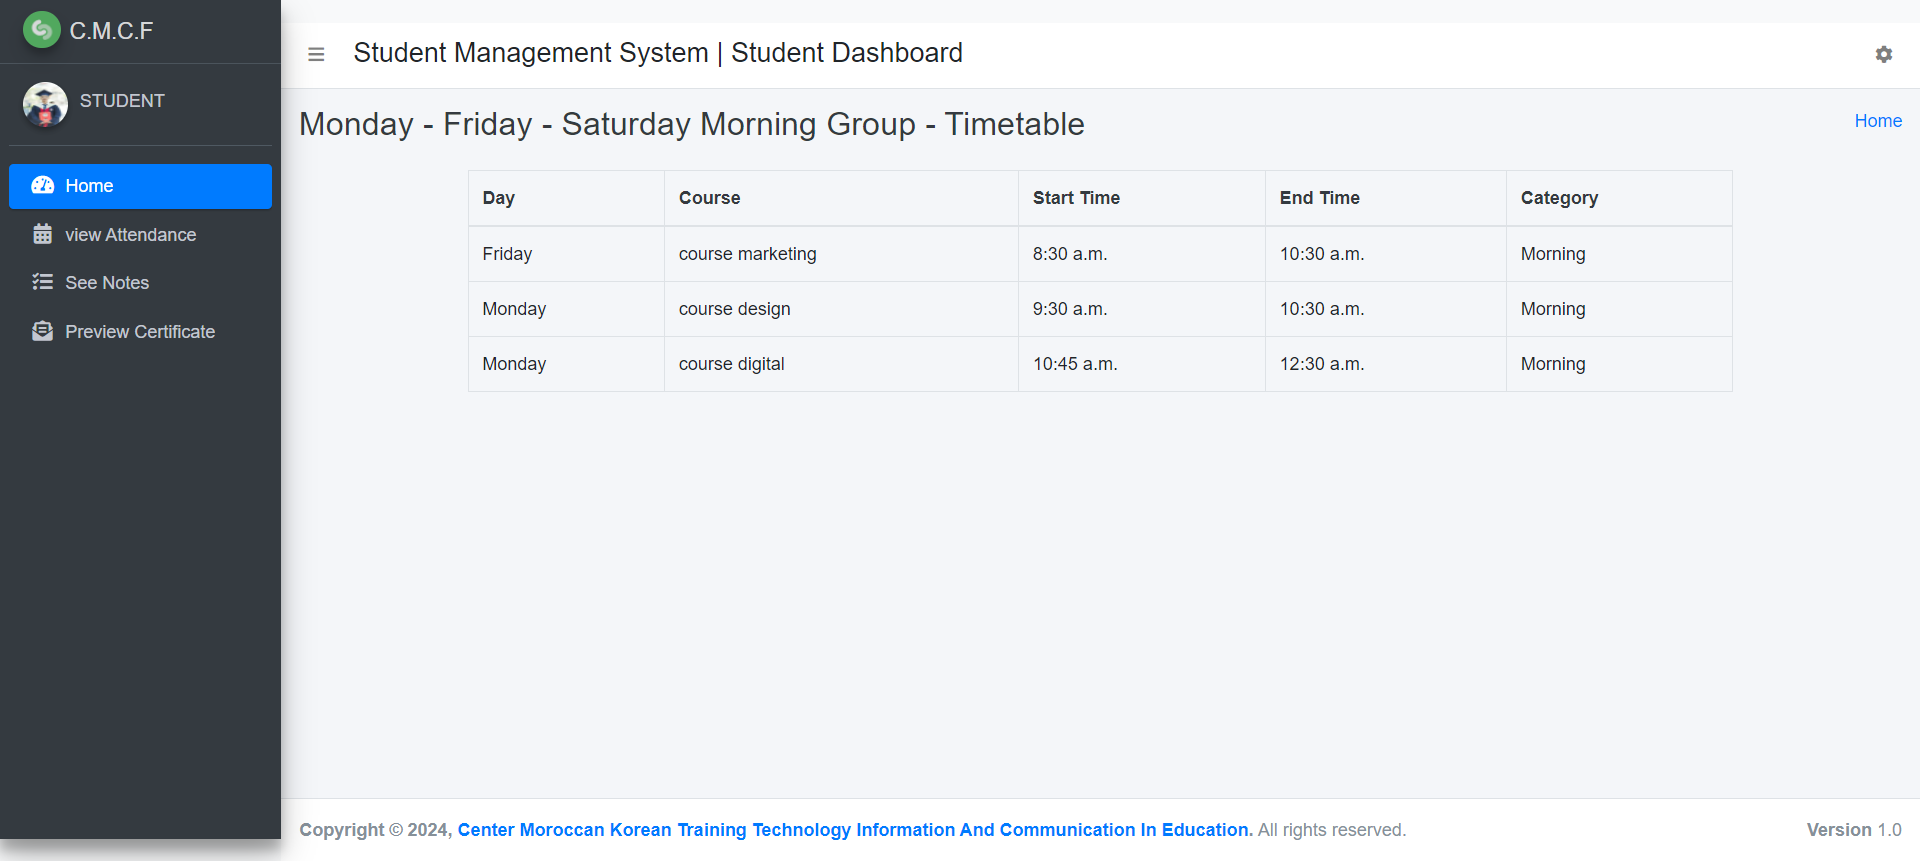 C.M.C.F
STUDENT
Home
view Attendance
See Notes
Preview Certificate
Student Management System | Student Dashboard
Monday - Friday - Saturday Morning Group - Timetable
Home
Day Course Start Time End Time Category
Friday course marketing 8:30 a.m. 10:30 a.m. Morning
Monday course design 9:30 a.m. 10:30 a.m. Morning
Monday course digital 10:45 a.m. 12:30 a.m. Morning
Copyright © 2024, Center Moroccan Korean Training Technology Information And Communication In Education. All rights reserved.
Version 1.0